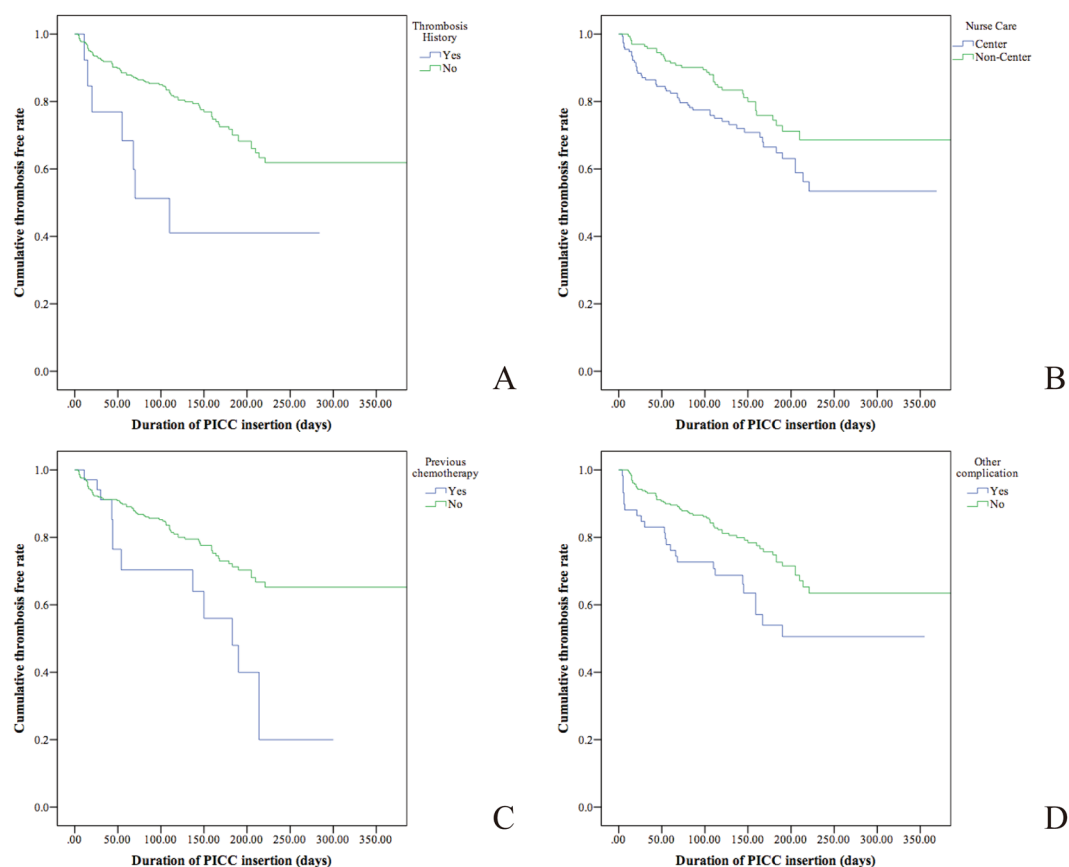 Thrombosis
History
Yes
No
1.0
0.8
0.6
0.4
0.2
0.0
Cumulative thrombosis free rate
.00 50.00 100.00 150.00 200.00 250.00 300.00 350.00
Duration of PICC insertion (days)
A
Nurse Care
Center
Non-Center
1.0
0.8
0.6
0.4
0.2
0.0
Cumulative thrombosis free rate
.00 50.00 100.00 150.00 200.00 250.00 300.00 350.00
Duration of PICC insertion (days)
B
Previous
chemotherapy
Yes
No
1.0
0.8
0.6
0.4
0.2
0.0
Cumulative thrombosis free rate
.00 50.00 100.00 150.00 200.00 250.00 300.00 350.00
Duration of PICC insertion (days)
C
Other
complication
Yes
No
1.0
0.8
0.6
0.4
0.2
0.0
Cumulative thrombosis free rate
.00 50.00 100.00 150.00 200.00 250.00 300.00 350.00
Duration of PICC insertion (days)
D